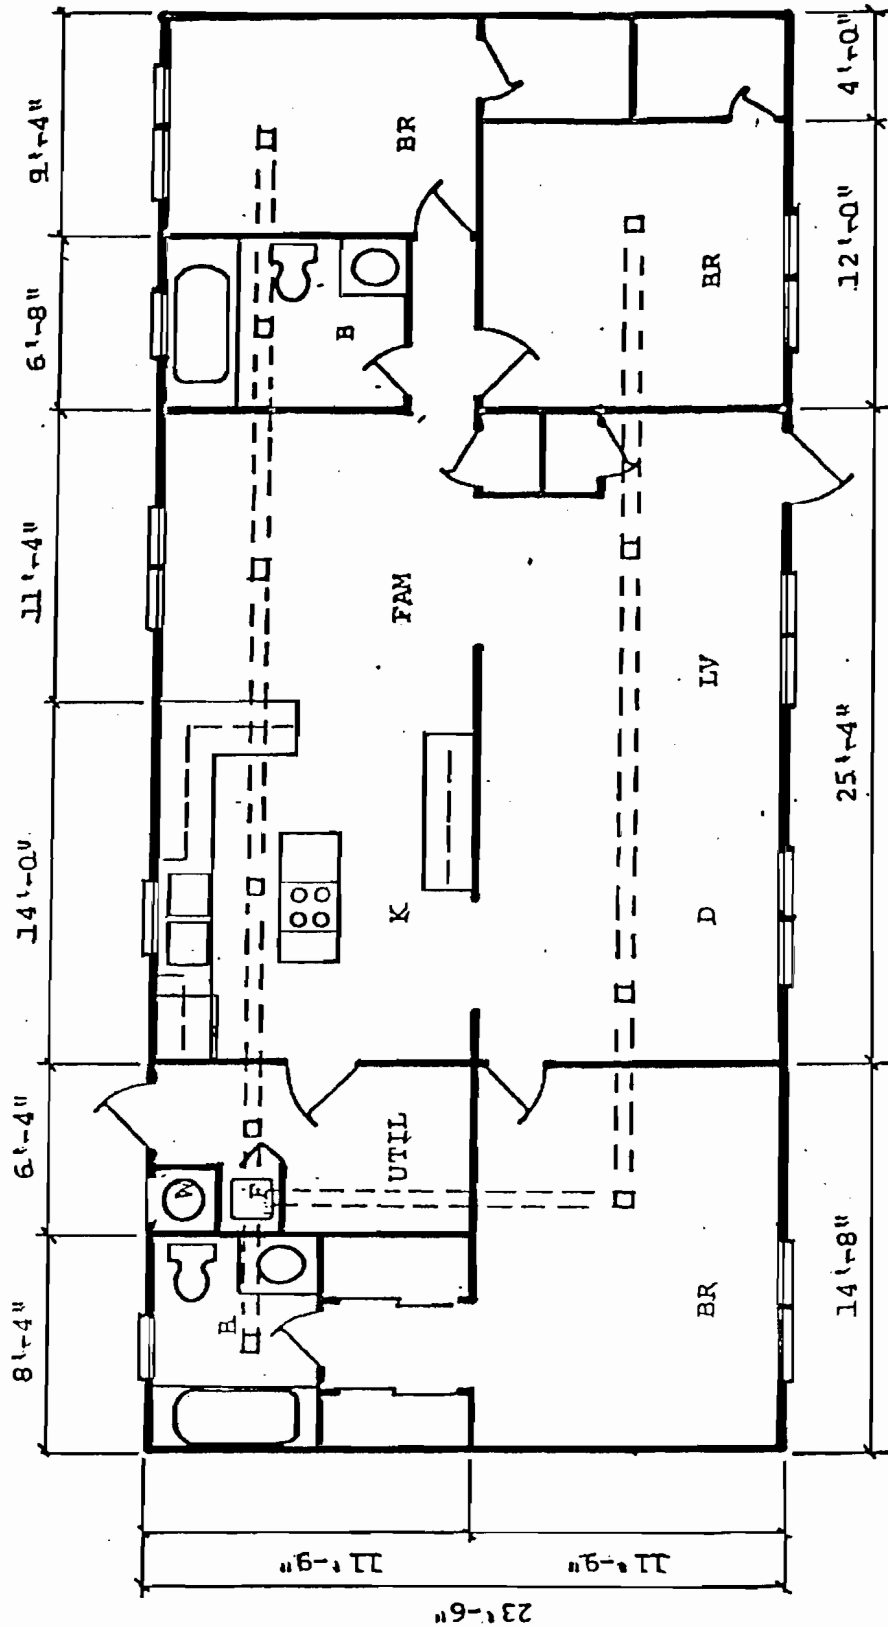 8'-4"
6'-4"
14'-0"
11'-4"
6'-8"
9'-4"
W
F
B
UTIL
K
FAM
B
BR
BR
D
LV
BR
14'-8"
25'-4"
12'-0"
4'-0"
11'-9"
11'-9"
23'-6"